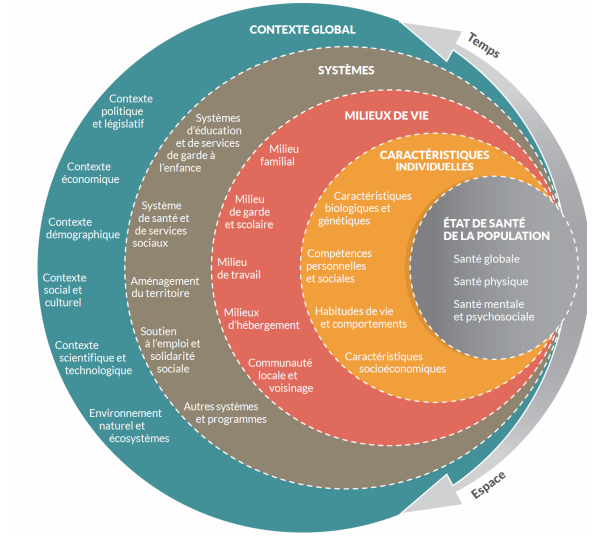 CONTEXTE GLOBAL
Temps
SYSTÈMES
MILIEUX DE VIE
CARACTÉRISTIQUES
INDIVIDUELLES
ÉTAT DE SANTÉ
DE LA POPULATION
Santé globale
Santé physique
Santé mentale
et psychosociale
Caractéristiques
biologiques et
génétiques
Compétences
personnelles
et sociales
Habitudes de vie
et comportements
Caractéristiques
socioéconomiques
Milieu
familial
Milieu
de garde
et scolaire
Milieu
de travail
Milieux
d'hébergement
Communauté
locale et
voisinage
Systèmes
d'éducation
et de services
de garde à
l'enfance
Système
de santé et
de services
sociaux
Aménagement
du territoire
Soutien
à l'emploi et
solidarité
sociale
Autres systèmes
et programmes
Contexte
politique
et législatif
Contexte
économique
Contexte
démographique
Contexte
social et
culturel
Contexte
scientifique et
technologique
Environnement
naturel et
écosystèmes
Espace